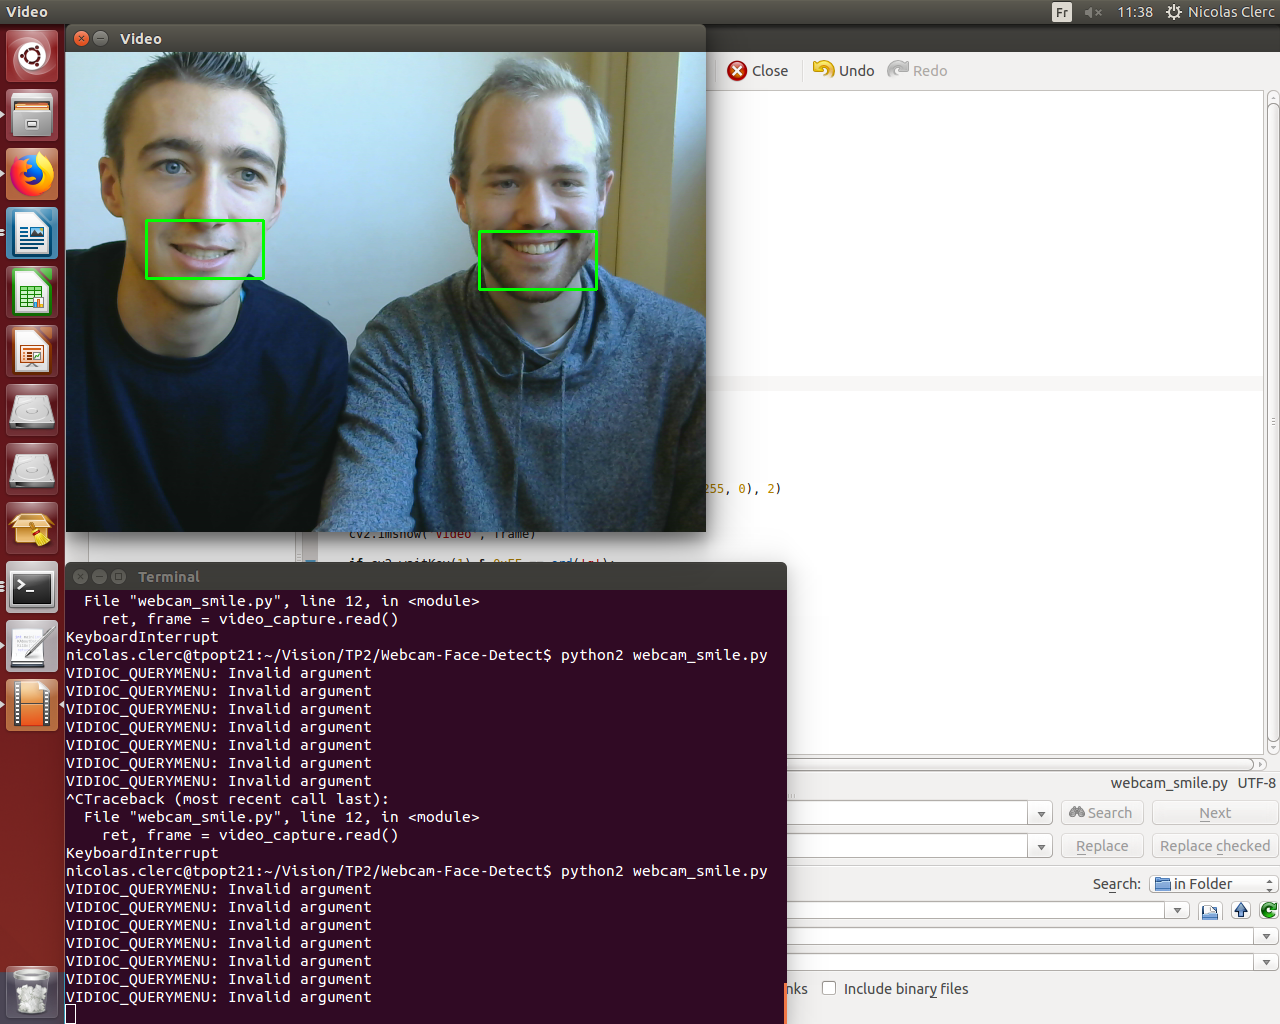 Video
Fr
11:38
Nicolas Clerc
Video
Close
Undo
Redo
255, 0), 2)
cv2.imshow('Video', frame)
if cv2.waitKey(1) & 0xFF == ord('q'):
Terminal
File "webcam_smile.py", line 12, in <module>
ret, frame = video_capture.read()
KeyboardInterrupt
nicolas.clerc@tpopt21:~/Vision/TP2/Webcam-Face-Detect$ python2 webcam_smile.py
VIDIOC_QUERYMENU: Invalid argument
VIDIOC_QUERYMENU: Invalid argument
VIDIOC_QUERYMENU: Invalid argument
VIDIOC_QUERYMENU: Invalid argument
VIDIOC_QUERYMENU: Invalid argument
VIDIOC_QUERYMENU: Invalid argument
VIDIOC_QUERYMENU: Invalid argument
^CTraceback (most recent call last):
File "webcam_smile.py", line 12, in <module>
ret, frame = video_capture.read()
KeyboardInterrupt
nicolas.clerc@tpopt21:~/Vision/TP2/Webcam-Face-Detect$ python2 webcam_smile.py
VIDIOC_QUERYMENU: Invalid argument
VIDIOC_QUERYMENU: Invalid argument
VIDIOC_QUERYMENU: Invalid argument
VIDIOC_QUERYMENU: Invalid argument
VIDIOC_QUERYMENU: Invalid argument
VIDIOC_QUERYMENU: Invalid argument
VIDIOC_QUERYMENU: Invalid argument
webcam_smile.py UTF-8
Search
Next
Replace
Replace checked
Search:
in Folder
nks
Include binary files